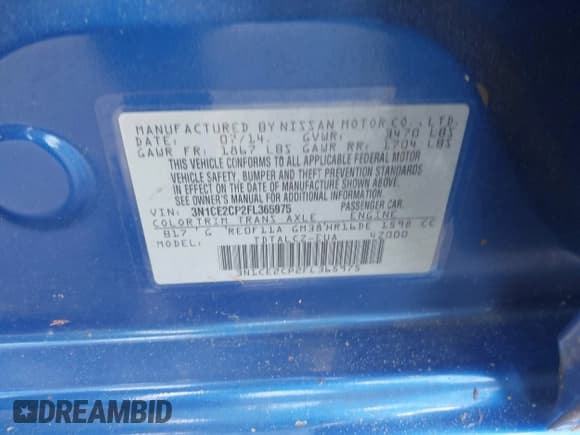 MANUFACTURED BY NISSAN MOTOR CO., LTD.
DATE: 07/14 GVWR: 3470 LBS
GAWR FR: 1867 LBS GAWR RR: 1704 LBS
THIS VEHICLE CONFORMS TO ALL APPLICABLE FEDERAL MOTOR
VEHICLE SAFETY, BUMPER AND THEFT PREVENTION STANDARDS
IN EFFECT ON THE DATE OF MANUFACTURE SHOWN ABOVE.
SEE OWNER'S MANUAL FOR ADDITIONAL INFORMATION.
VIN: 3N1CE2CP2FL365975 PASSENGER CAR.
COLOR TRIM TRANS AXLE ENGINE
B17 G RE0F11A GM38 HR16DE 1598 CC
MODEL: TDTALCZ-EUA 42000
3N1CE2CP2FL365975
DREAMBID